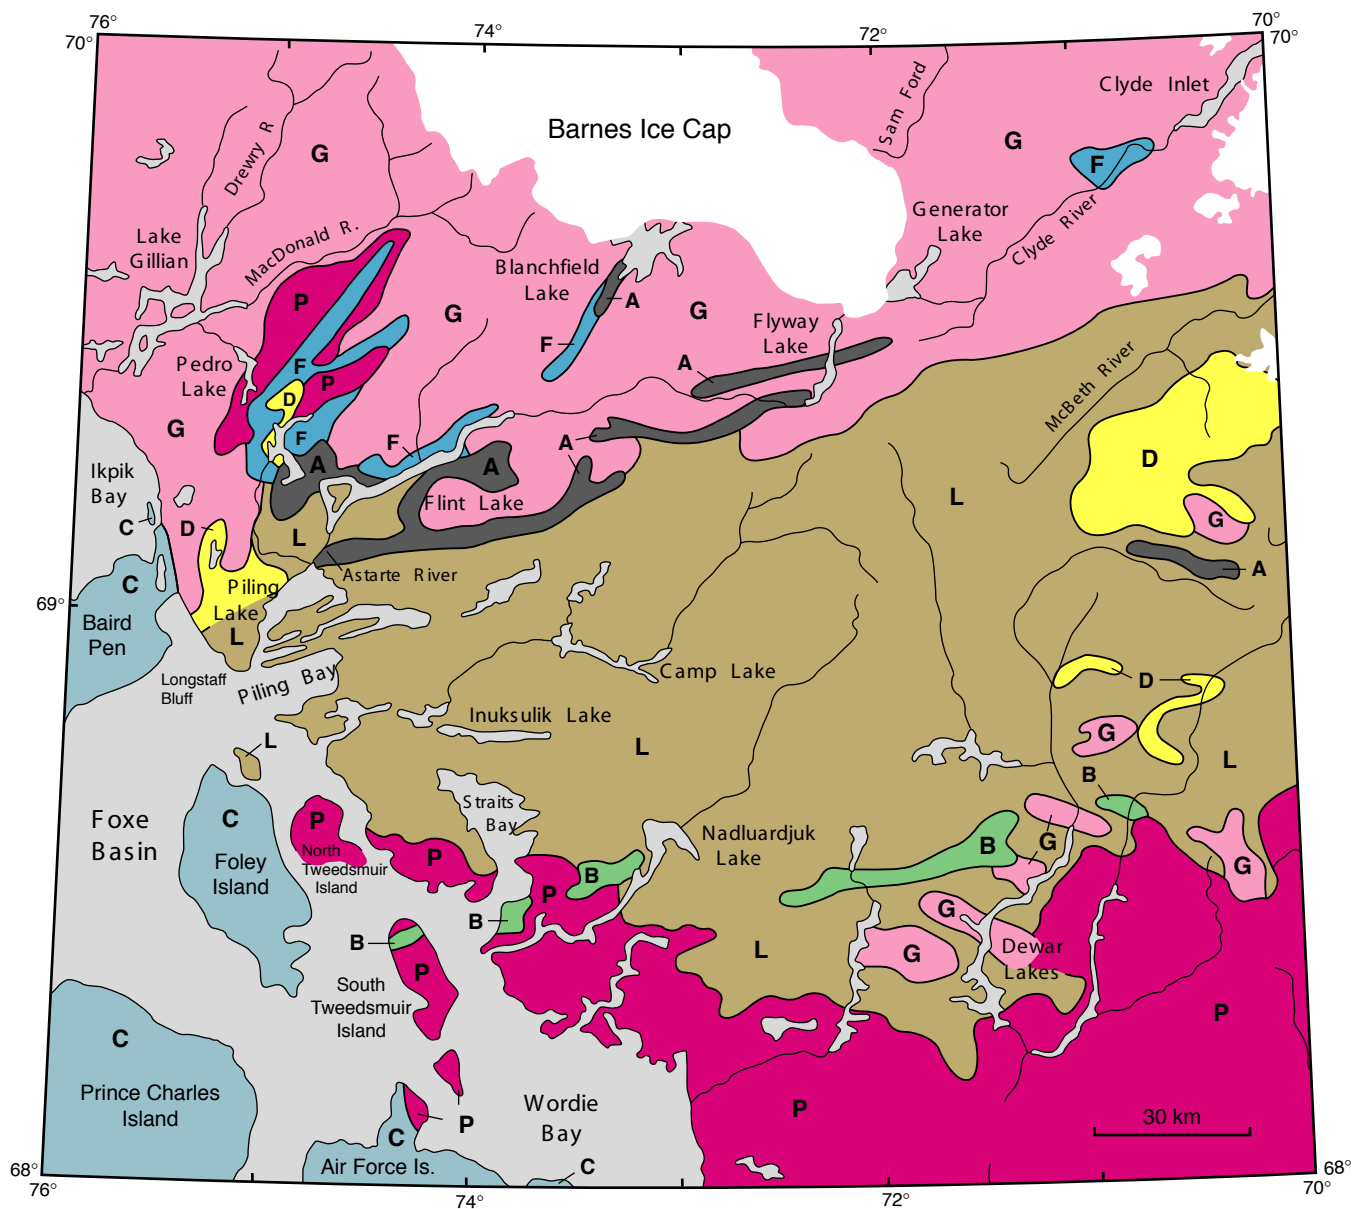 76°
74°
72°
70°
70°
70°
Clyde Inlet
Sam Ford
Barnes Ice Cap
G
G
F
Drewry R
Generator
Lake
Clyde River
Lake
Gillian
MacDonald R.
Blanchfield
Lake
A
P
G
G
Flyway
Lake
F
A
Pedro
Lake
F
P
McBeth River
D
G
F
F
A
A
A
D
Ikpik
Bay
L
Flint Lake
C
D
G
L
Astarte River
A
C
Piling
Lake
69°
Baird
Pen
L
Longstaff
Bluff
Piling Bay
Camp Lake
D
Inuksulik Lake
G
L
L
L
B
Foxe
Basin
C
P
Straits
Bay
Nadluardjuk
Lake
G
B
North
Tweedsmuir
Island
P
Foley
Island
G
B
P
G
B
B
Dewar
Lakes
L
G
P
South
Tweedsmuir
Island
P
C
Prince Charles
Island
Wordie
Bay
P
30 km
P
C
Air Force Is.
C
68°
68°
76°
74°
72°
70°